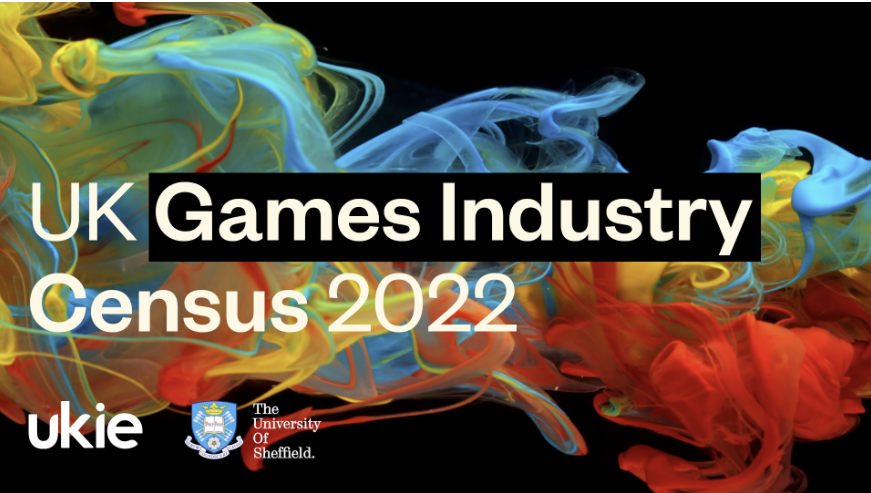 UK Games Industry
Census 2022
ukie
The
University
Of
Sheffield.